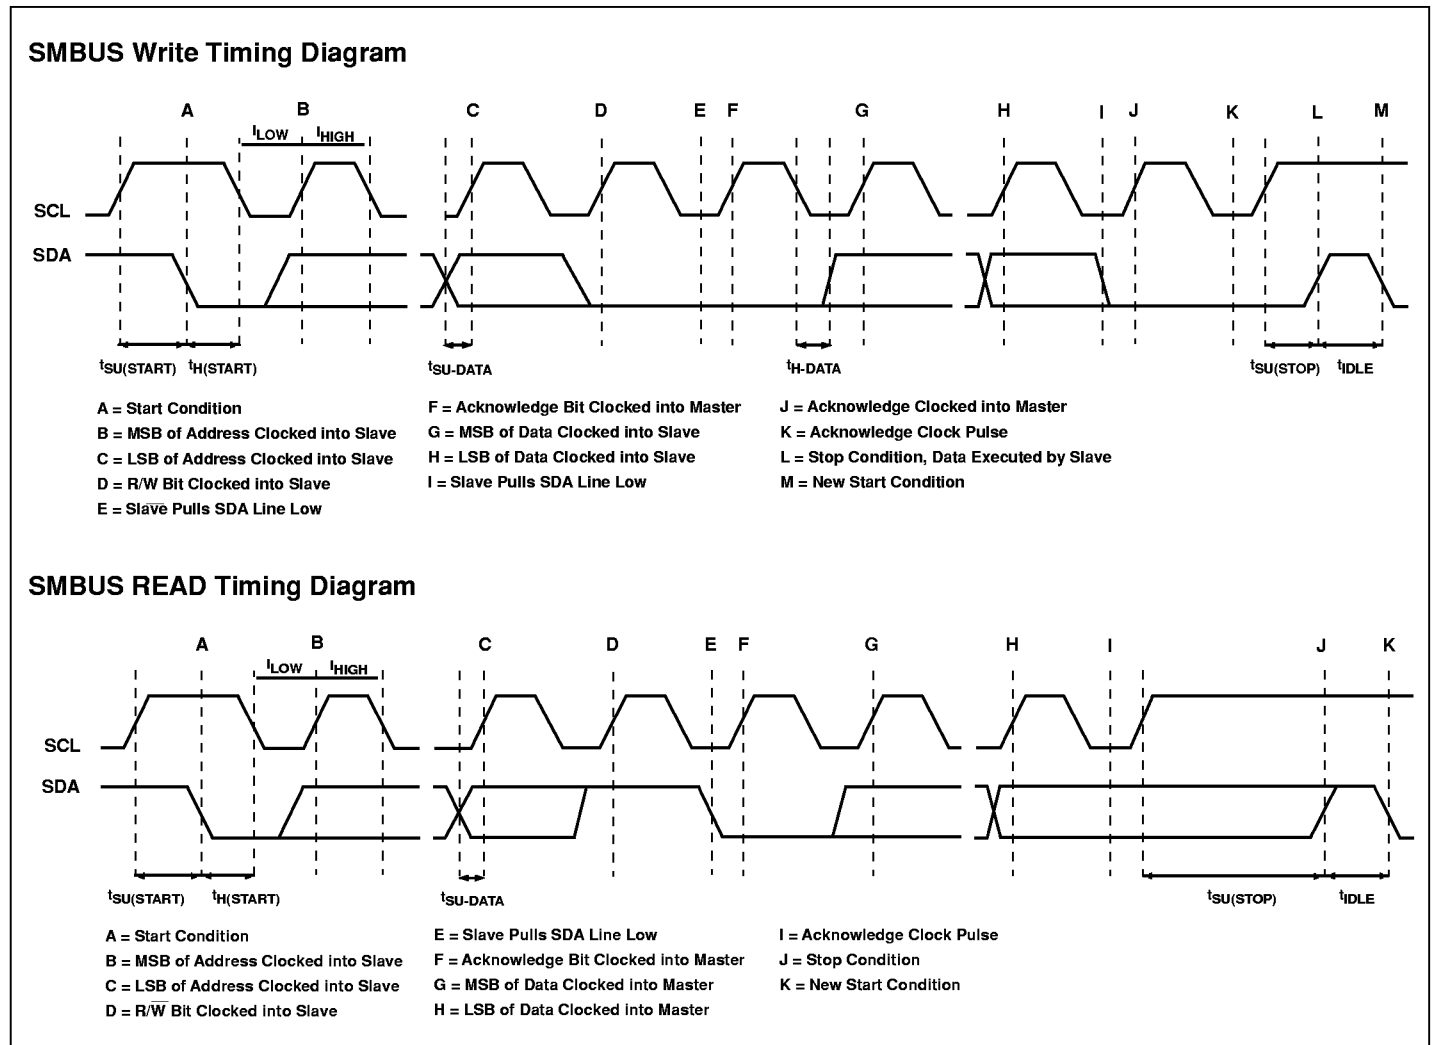 SMBUS Write Timing Diagram
A B C D E F G H I J K L M
ILOW IHIGH
SCL
SDA
tSU(START) tH(START) tSU-DATA tH-DATA tSU(STOP) tIDLE
A = Start Condition
B = MSB of Address Clocked into Slave
C = LSB of Address Clocked into Slave
D = R/W Bit Clocked into Slave
E = Slave Pulls SDA Line Low
F = Acknowledge Bit Clocked into Master
G = MSB of Data Clocked into Slave
H = LSB of Data Clocked into Slave
I = Slave Pulls SDA Line Low
J = Acknowledge Clocked into Master
K = Acknowledge Clock Pulse
L = Stop Condition, Data Executed by Slave
M = New Start Condition
SMBUS READ Timing Diagram
A B C D E F G H I J K
ILOW IHIGH
SCL
SDA
tSU(START) tH(START) tSU-DATA tSU(STOP) tIDLE
A = Start Condition
B = MSB of Address Clocked into Slave
C = LSB of Address Clocked into Slave
D = R/W̅ Bit Clocked into Slave
E = Slave Pulls SDA Line Low
F = Acknowledge Bit Clocked into Master
G = MSB of Data Clocked into Master
H = LSB of Data Clocked into Master
I = Acknowledge Clock Pulse
J = Stop Condition
K = New Start Condition